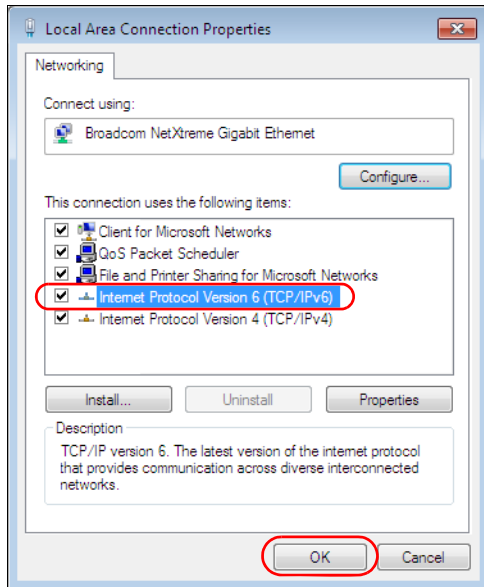 Local Area Connection Properties
Networking
Connect using:
Broadcom NetXtreme Gigabit Ethernet
Configure...
This connection uses the following items:
Client for Microsoft Networks
QoS Packet Scheduler
File and Printer Sharing for Microsoft Networks
Internet Protocol Version 6 (TCP/IPv6)
Internet Protocol Version 4 (TCP/IPv4)
Install...
Uninstall
Properties
Description
TCP/IP version 6. The latest version of the internet protocol
that provides communication across diverse interconnected
networks.
OK
Cancel